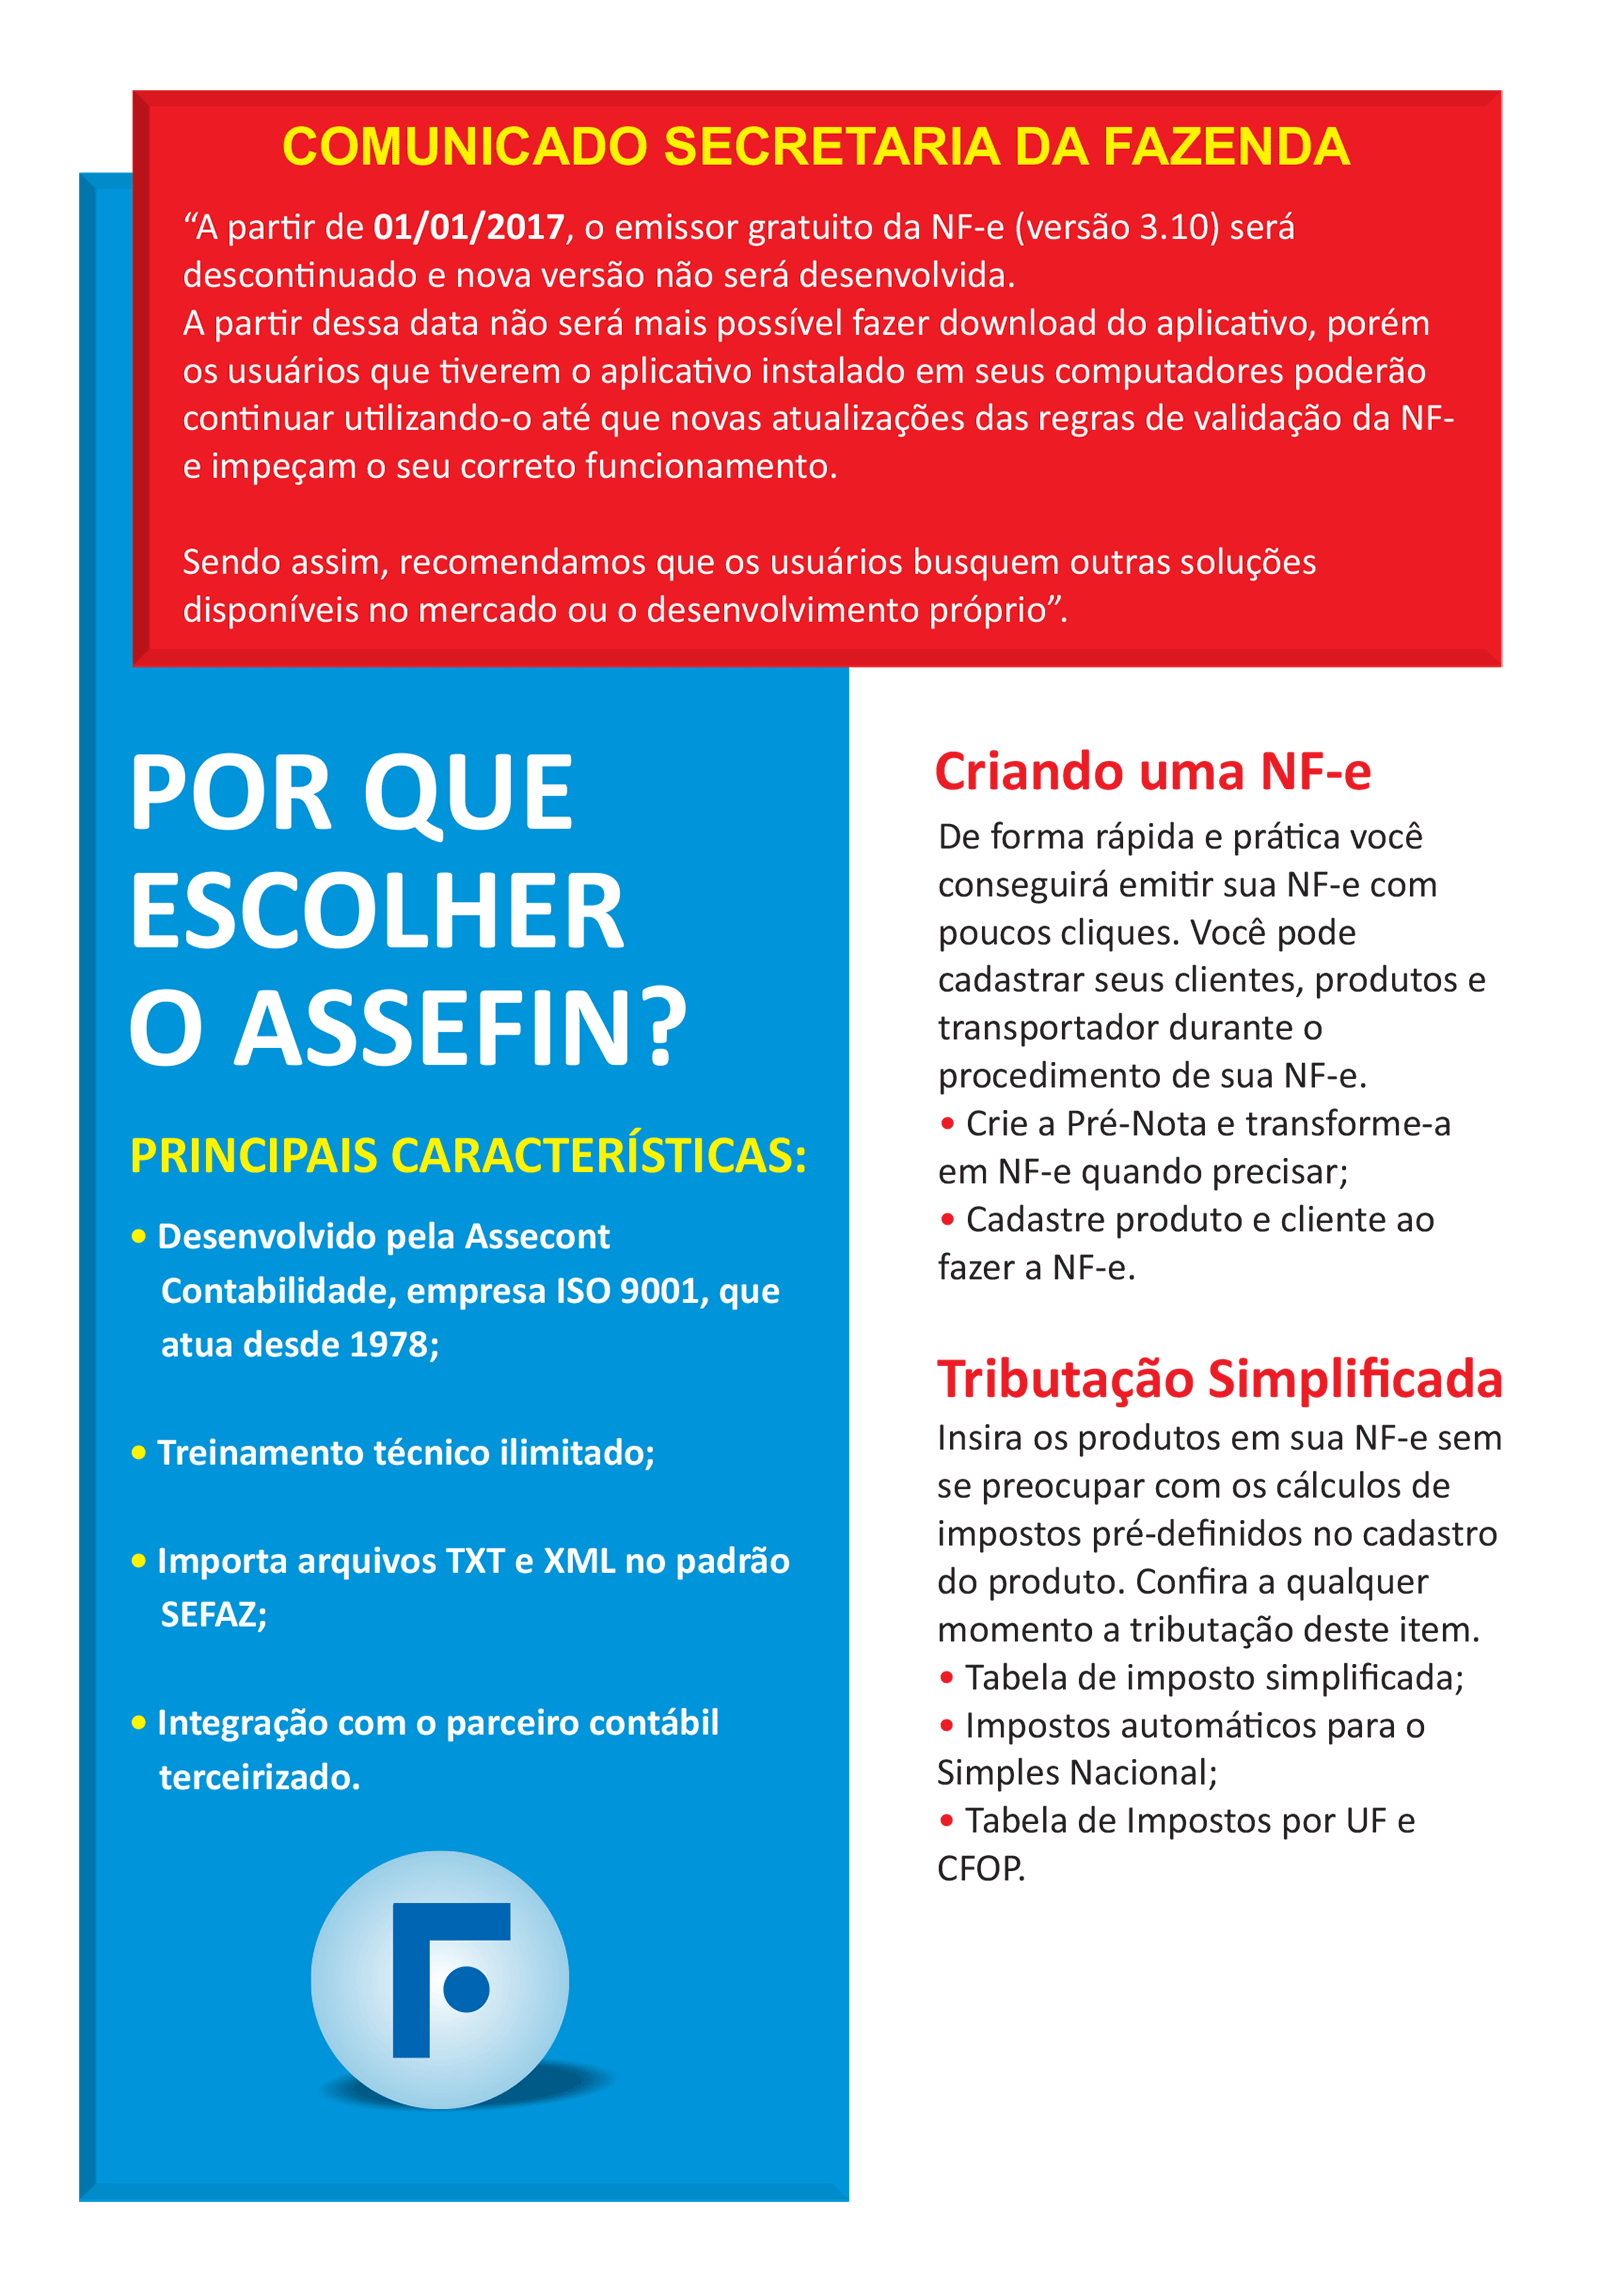 COMUNICADO SECRETARIA DA FAZENDA
“A partir de 01/01/2017, o emissor gratuito da NF-e (versão 3.10) será
descontinuado e nova versão não será desenvolvida.
A partir dessa data não será mais possível fazer download do aplicativo, porém
os usuários que tiverem o aplicativo instalado em seus computadores poderão
continuar utilizando-o até que novas atualizações das regras de validação da NF-
e impeçam o seu correto funcionamento.
Sendo assim, recomendamos que os usuários busquem outras soluções
disponíveis no mercado ou o desenvolvimento próprio”.
POR QUE
ESCOLHER
O ASSEFIN?
PRINCIPAIS CARACTERÍSTICAS:
• Desenvolvido pela Assecont
Contabilidade, empresa ISO 9001, que
atua desde 1978;
• Treinamento técnico ilimitado;
• Importa arquivos TXT e XML no padrão
SEFAZ;
• Integração com o parceiro contábil
terceirizado.
Criando uma NF-e
De forma rápida e prática você
conseguirá emitir sua NF-e com
poucos cliques. Você pode
cadastrar seus clientes, produtos e
transportador durante o
procedimento de sua NF-e.
• Crie a Pré-Nota e transforme-a
em NF-e quando precisar;
• Cadastre produto e cliente ao
fazer a NF-e.
Tributação Simplificada
Insira os produtos em sua NF-e sem
se preocupar com os cálculos de
impostos pré-definidos no cadastro
do produto. Confira a qualquer
momento a tributação deste item.
• Tabela de imposto simplificada;
• Impostos automáticos para o
Simples Nacional;
• Tabela de Impostos por UF e
CFOP.